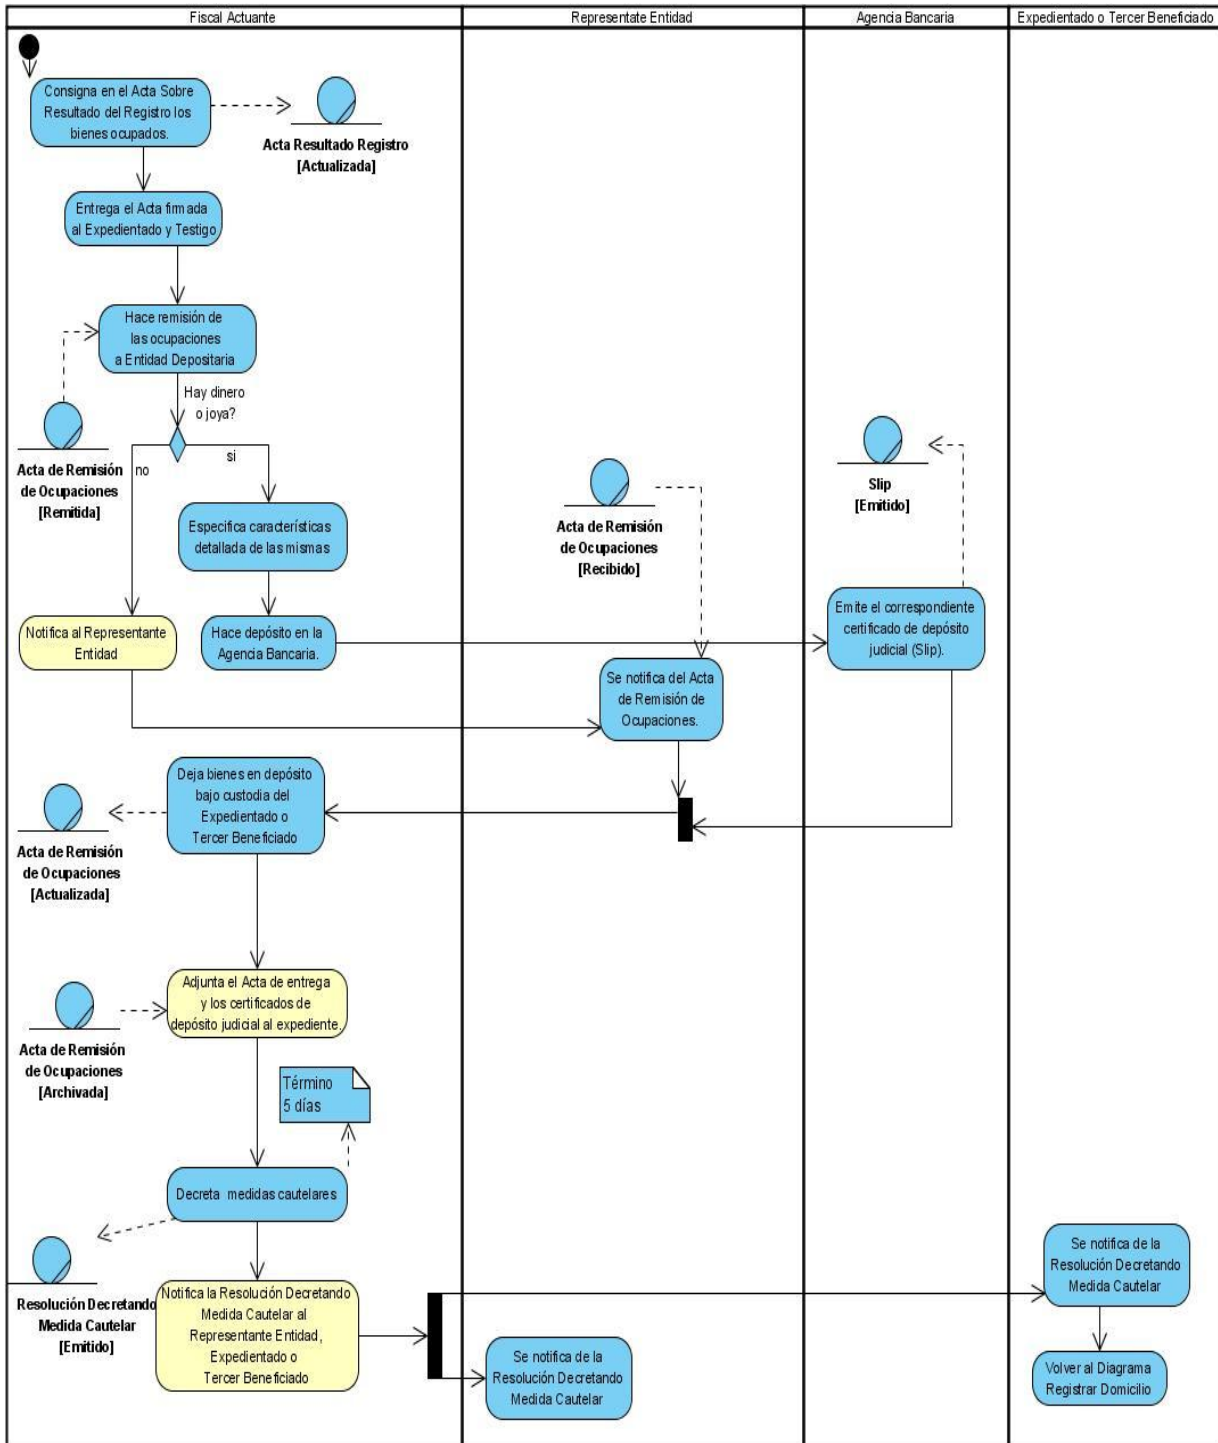 Fiscal Actuante
Representate Entidad
Agencia Bancaria
Expedientado o Tercer Beneficiado
Consigna en el Acta Sobre
Resultado del Registro los
bienes ocupados.
Acta Resultado Registro
[Actualizada]
Entrega el Acta firmada
al Expedientado y Testigo
Hace remisión de
las ocupaciones
a Entidad Depositaria
Hay dinero
o joya?
no
si
Acta de Remisión
de Ocupaciones
[Remitida]
Especifica características
detallada de las mismas
Acta de Remisión
de Ocupaciones
[Recibido]
Slip
[Emitido]
Notifica al Representante
Entidad
Hace depósito en la
Agencia Bancaria.
Emite el correspondiente
certificado de depósito
judicial (Slip).
Se notifica del Acta
de Remisión de
Ocupaciones.
Deja bienes en depósito
bajo custodia del
Expedientado o
Tercer Beneficiado
Acta de Remisión
de Ocupaciones
[Actualizada]
Adjunta el Acta de entrega
y los certificados de
depósito judicial al expediente.
Acta de Remisión
de Ocupaciones
[Archivada]
Término
5 días
Decreta medidas cautelares
Resolución Decretando
Medida Cautelar
[Emitido]
Notifica la Resolución Decretando
Medida Cautelar al
Representante Entidad,
Expedientado o
Tercer Beneficiado
Se notifica de la
Resolución Decretando
Medida Cautelar
Se notifica de la
Resolución Decretando
Medida Cautelar
Volver al Diagrama
Registrar Domicilio